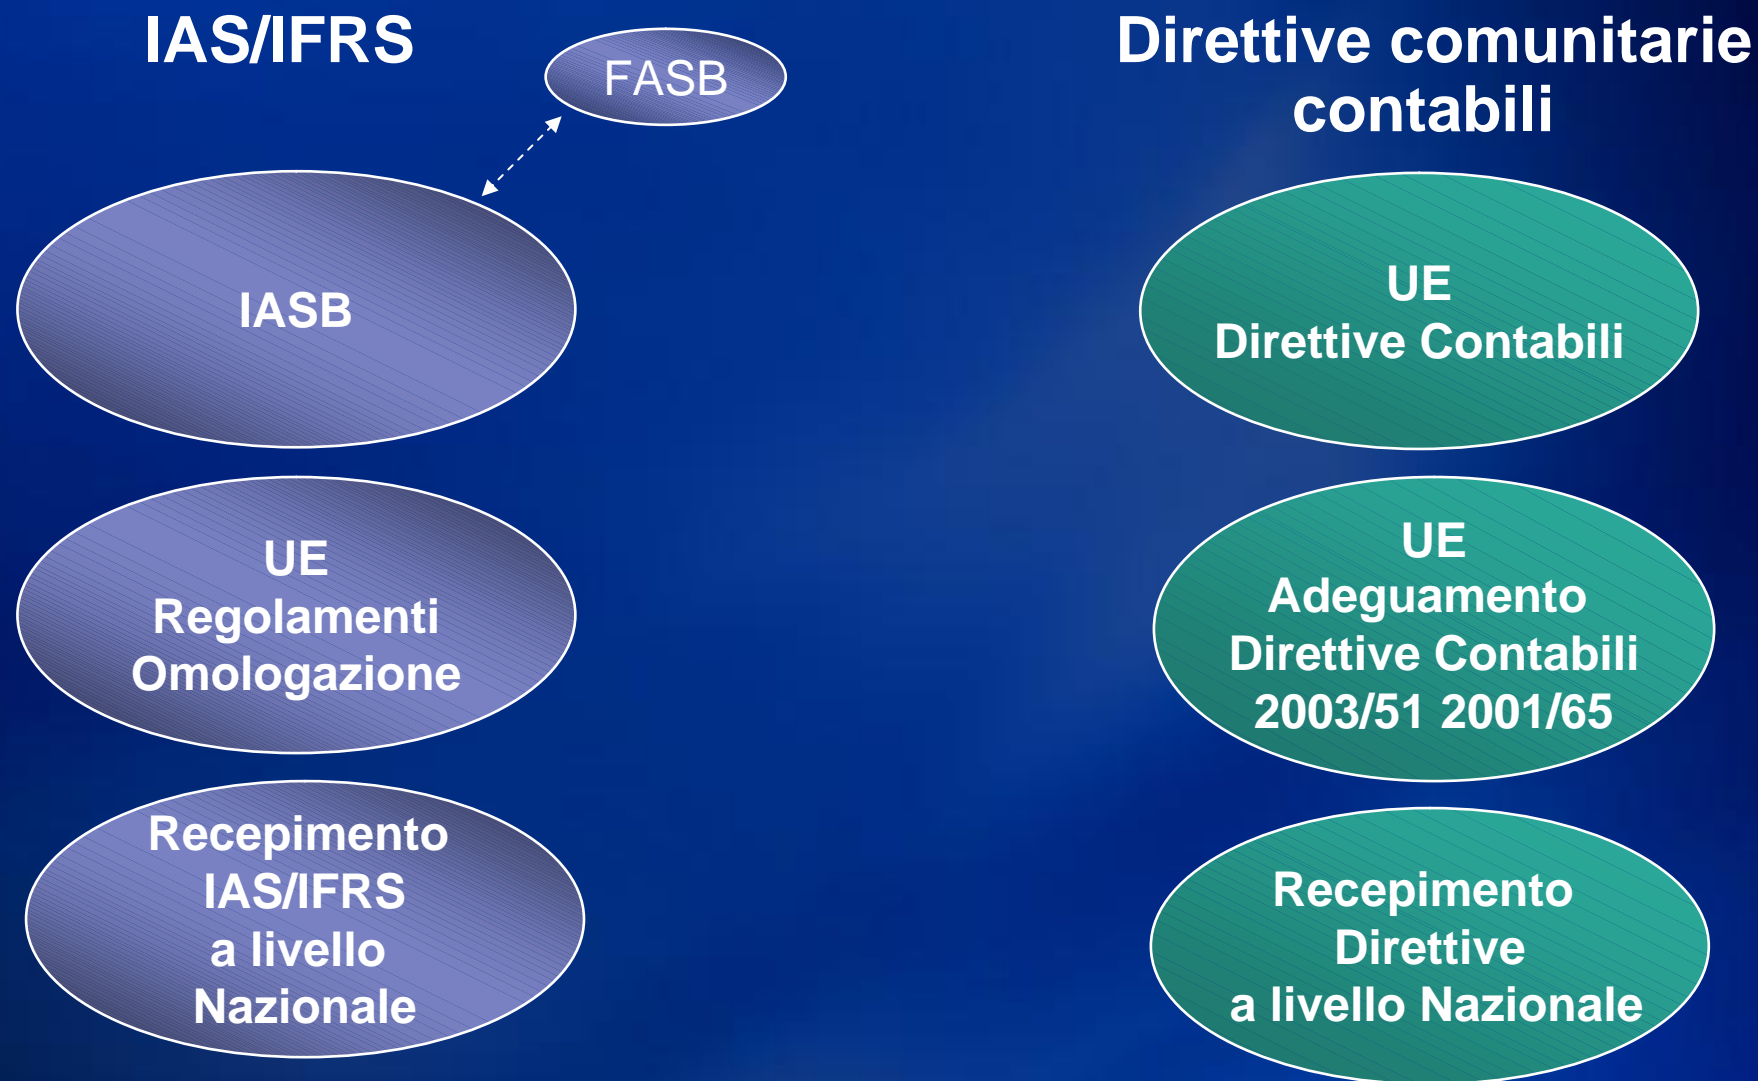 IAS/IFRS
FASB
IASB
UE
Regolamenti
Omologazione
Recepimento
IAS/IFRS
a livello
Nazionale
Direttive comunitarie
contabili
UE
Direttive Contabili
UE
Adeguamento
Direttive Contabili
2003/51 2001/65
Recepimento
Direttive
a livello Nazionale